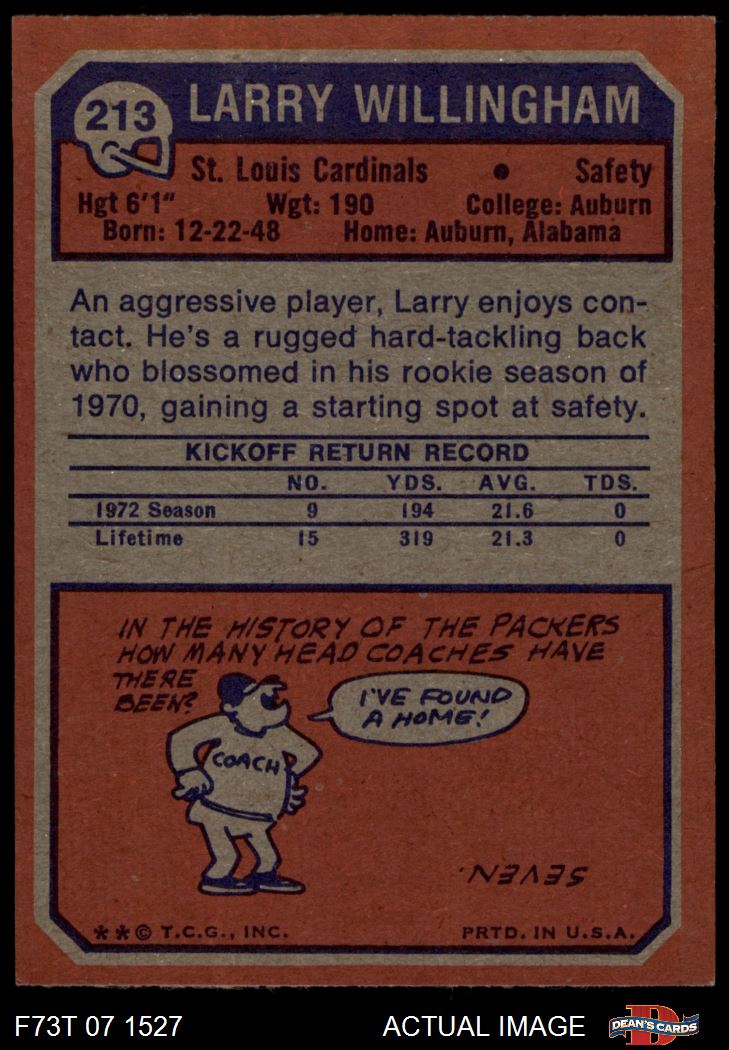 213
LARRY WILLINGHAM
St. Louis Cardinals • Safety
Hgt 6'1" Wgt: 190 College: Auburn
Born: 12-22-48 Home: Auburn, Alabama
An aggressive player, Larry enjoys con-
tact. He's a rugged hard-tackling back
who blossomed in his rookie season of
1970, gaining a starting spot at safety.
KICKOFF RETURN RECORD
NO. YDS. AVG. TDS.
1972 Season 9 194 21.6 0
Lifetime 15 319 21.3 0
IN THE HISTORY OF THE PACKERS
HOW MANY HEAD COACHES HAVE
THERE
BEEN?
I'VE FOUND
A HOME!
COACH
SEVEN.
**© T.C.G., INC. PRTD. IN U.S.A.
F73T 07 1527 ACTUAL IMAGE D DEAN'S CARDS